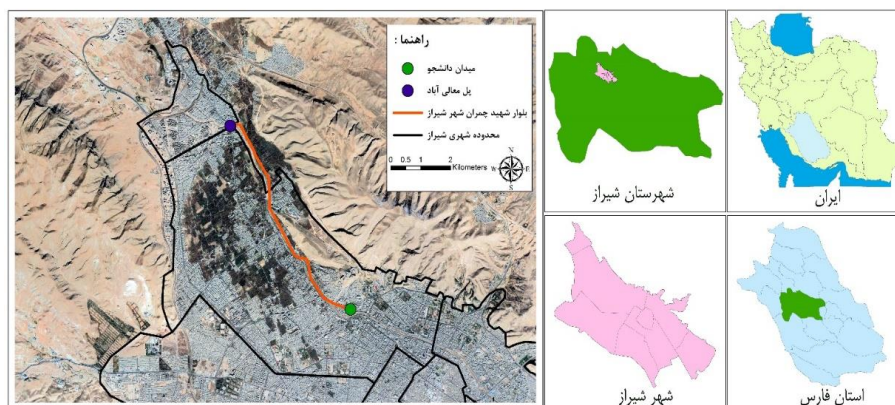 راهنما :
میدان دانشجو
پل معالی آباد
بلوار شهید چمران شهر شیراز
محدوده شهری شیراز
0 0.5 1 2
Kilometers
N
W E
S
شهرستان شیراز
ایران
شهر شیراز
استان فارس